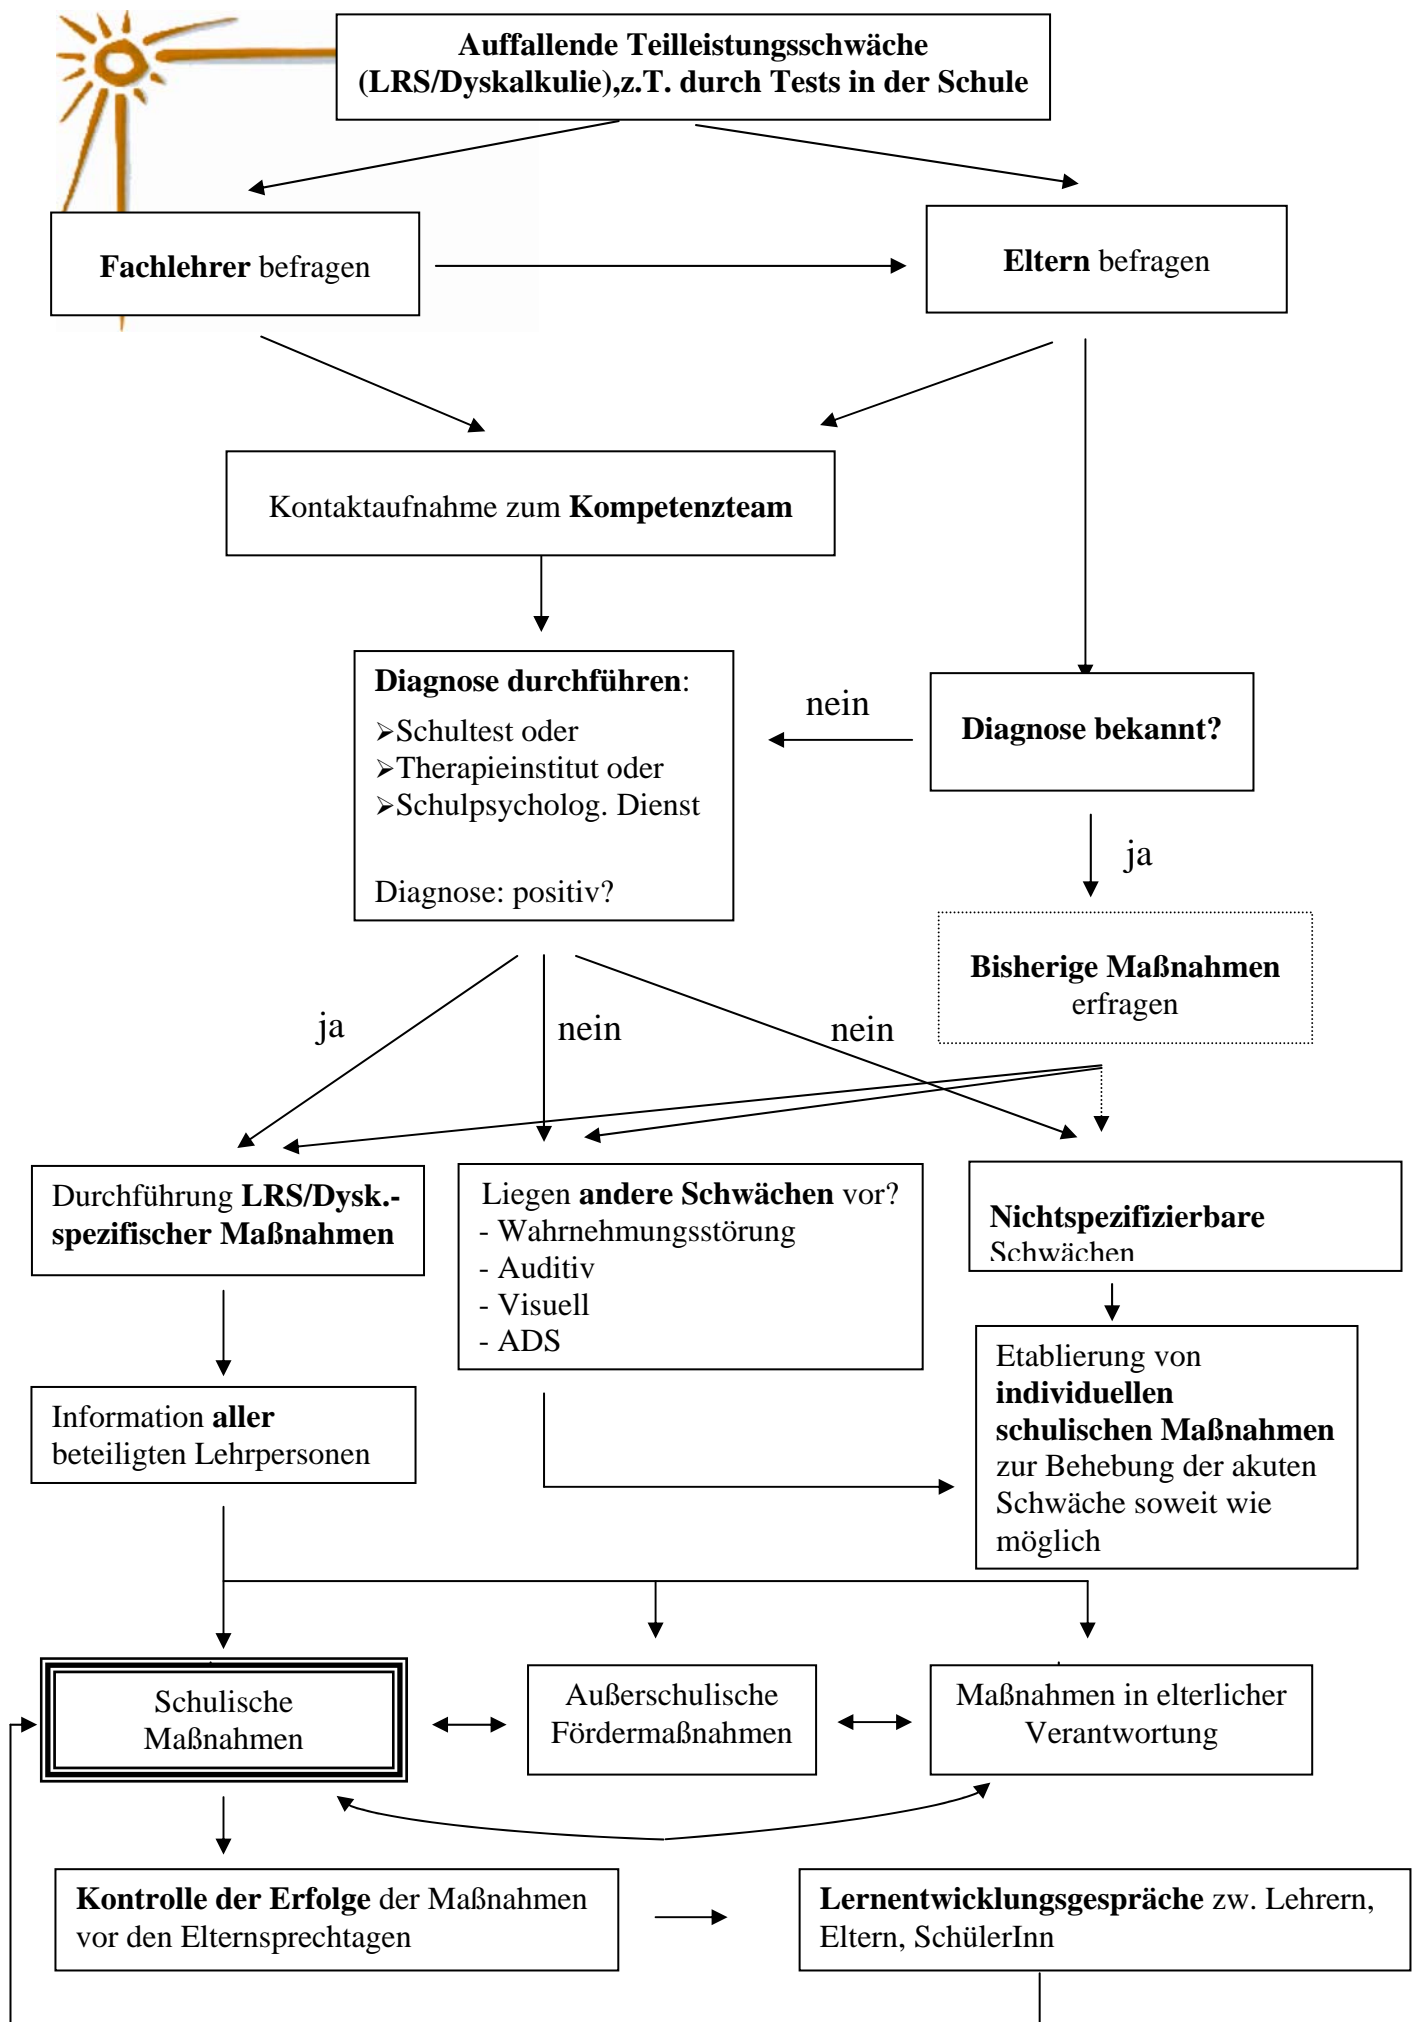 Auffallende Teilleistungsschwäche
(LRS/Dyskalkulie),z.T. durch Tests in der Schule
Fachlehrer befragen
Eltern befragen
Kontaktaufnahme zum Kompetenzteam
Diagnose durchführen:
➢Schultest oder
➢Therapieinstitut oder
➢Schulpsycholog. Dienst
Diagnose: positiv?
nein
Diagnose bekannt?
ja
Bisherige Maßnahmen
erfragen
ja
nein
nein
Durchführung LRS/Dysk.-
spezifischer Maßnahmen
Liegen andere Schwächen vor?
- Wahrnehmungsstörung
- Auditiv
- Visuell
- ADS
Nichtspezifizierbare
Schwächen
Etablierung von
individuellen
schulischen Maßnahmen
zur Behebung der akuten
Schwäche soweit wie
möglich
Information aller
beteiligten Lehrpersonen
Schulische
Maßnahmen
Außerschulische
Fördermaßnahmen
Maßnahmen in elterlicher
Verantwortung
Kontrolle der Erfolge der Maßnahmen
vor den Elternsprechtagen
Lernentwicklungsgespräche zw. Lehrern,
Eltern, SchülerInn